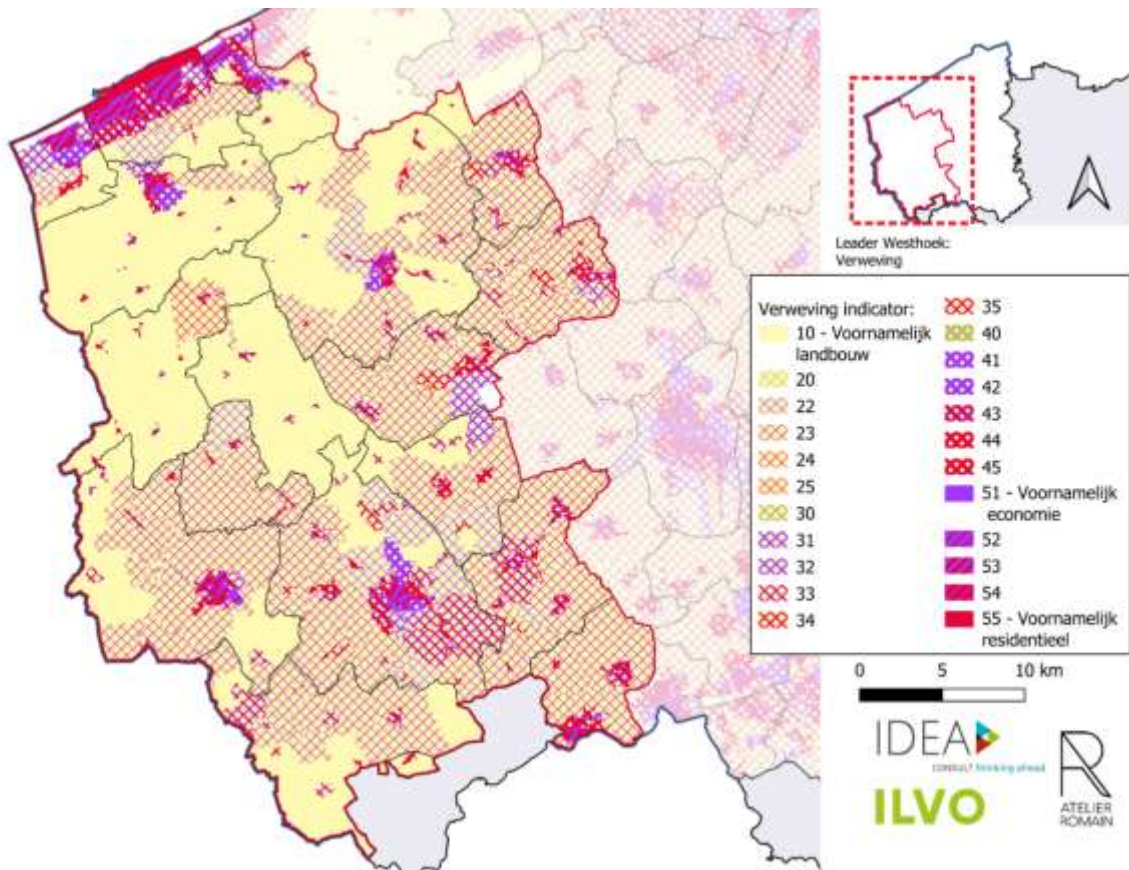 Leader Westhoek:
Verweving
Verweving indicator:
10 - Voornamelijk
landbouw
20
22
23
24
25
30
31
32
33
34
35
40
41
42
43
44
45
51 - Voornamelijk
economie
52
53
54
55 - Voornamelijk
residentieel
0 5 10 km
IDEA
CONSULT thinking ahead
ILVO
R
ATELIER
ROMAIN